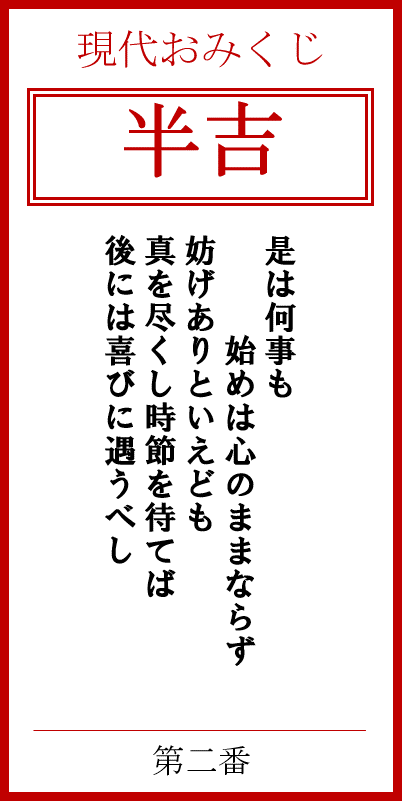 現代おみくじ
半吉
是は何事も
始めは心のままならず
妨げありといえども
真を尽くし時節を待てば
後には喜びに遇うべし
第二番